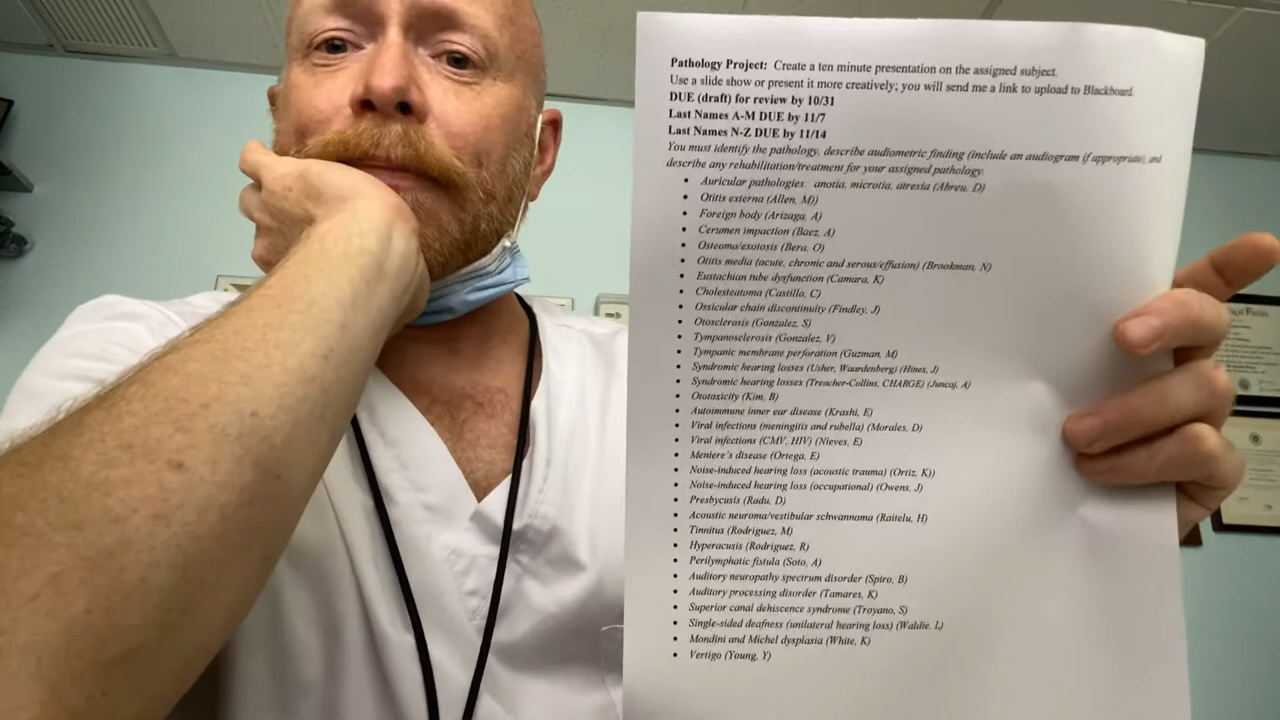 Pathology Project: Create a ten minute presentation on the assigned subject.
Use a slide show or present it more creatively; you will send me a link to upload to Blackboard.
DUE (draft) for review by 10/31
Last Names A-M DUE by 11/7
Last Names N-Z DUE by 11/14
You must identify the pathology, describe audiometric finding (include an audiogram if appropriate), and
describe any rehabilitation/treatment for your assigned pathology.
• Auricular pathologies: anotia, microtia, atresia (Abreu, D)
• Otitis externa (Allen, M))
• Foreign body (Arizaga, A)
• Cerumen impaction (Baez, A)
• Osteoma/exotosis (Bera, O)
• Otitis media (acute, chronic and serous/effusion) (Brookman, N)
• Eustachian tube dysfunction (Camara, K)
• Cholesteatoma (Castillo, C)
• Ossicular chain discontinuity (Findley, J)
• Otosclerosis (Gonzalez, S)
• Tympanosclerosis (Gonzalez, V)
• Tympanic membrane perforation (Guzman, M)
• Syndromic hearing losses (Usher, Waardenberg) (Hines, J)
• Syndromic hearing losses (Treacher-Collins, CHARGE) (Juncaj, A)
• Ototoxicity (Kim, B)
• Autoimmune inner ear disease (Krashi, E)
• Viral infections (meningitis and rubella) (Morales, D)
• Viral infections (CMV, HIV) (Nieves, E)
• Meniere's disease (Ortega, E)
• Noise-induced hearing loss (acoustic trauma) (Ortiz, K))
• Noise-induced hearing loss (occupational) (Owens, J)
• Presbycusis (Radu, D)
• Acoustic neuroma/vestibular schwannoma (Raitelu, H)
• Tinnitus (Rodriguez, M)
• Hyperacusis (Rodriguez, R)
• Perilymphatic fistula (Soto, A)
• Auditory neuropathy spectrum disorder (Spiro, B)
• Auditory processing disorder (Tamares, K)
• Superior canal dehiscence syndrome (Troyano, S)
• Single-sided deafness (unilateral hearing loss) (Waldie, L)
• Mondini and Michel dysplasia (White, K)
• Vertigo (Young, Y)